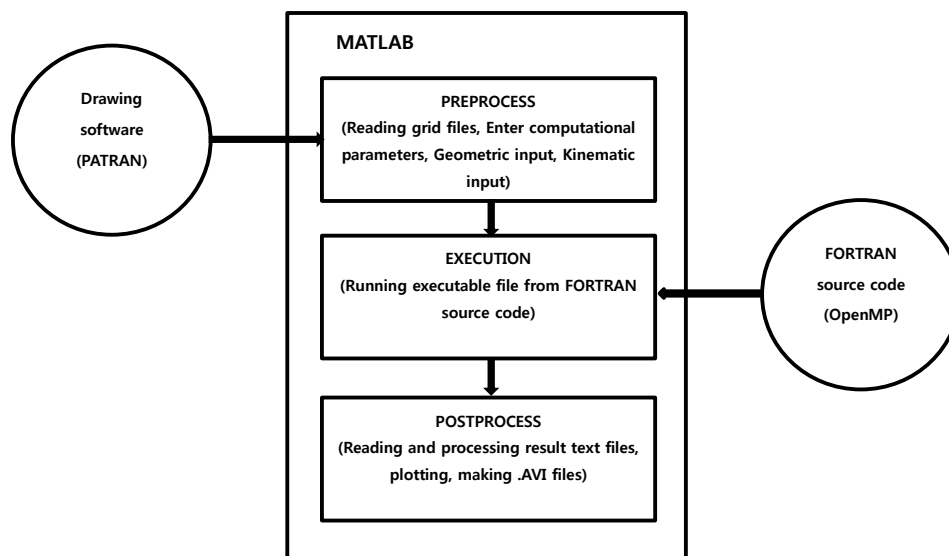 MATLAB
Drawing
software
(PATRAN)
PREPROCESS
(Reading grid files, Enter computational
parameters, Geometric input, Kinematic
input)
EXECUTION
(Running executable file from FORTRAN
source code)
FORTRAN
source code
(OpenMP)
POSTPROCESS
(Reading and processing result text files,
plotting, making .AVI files)